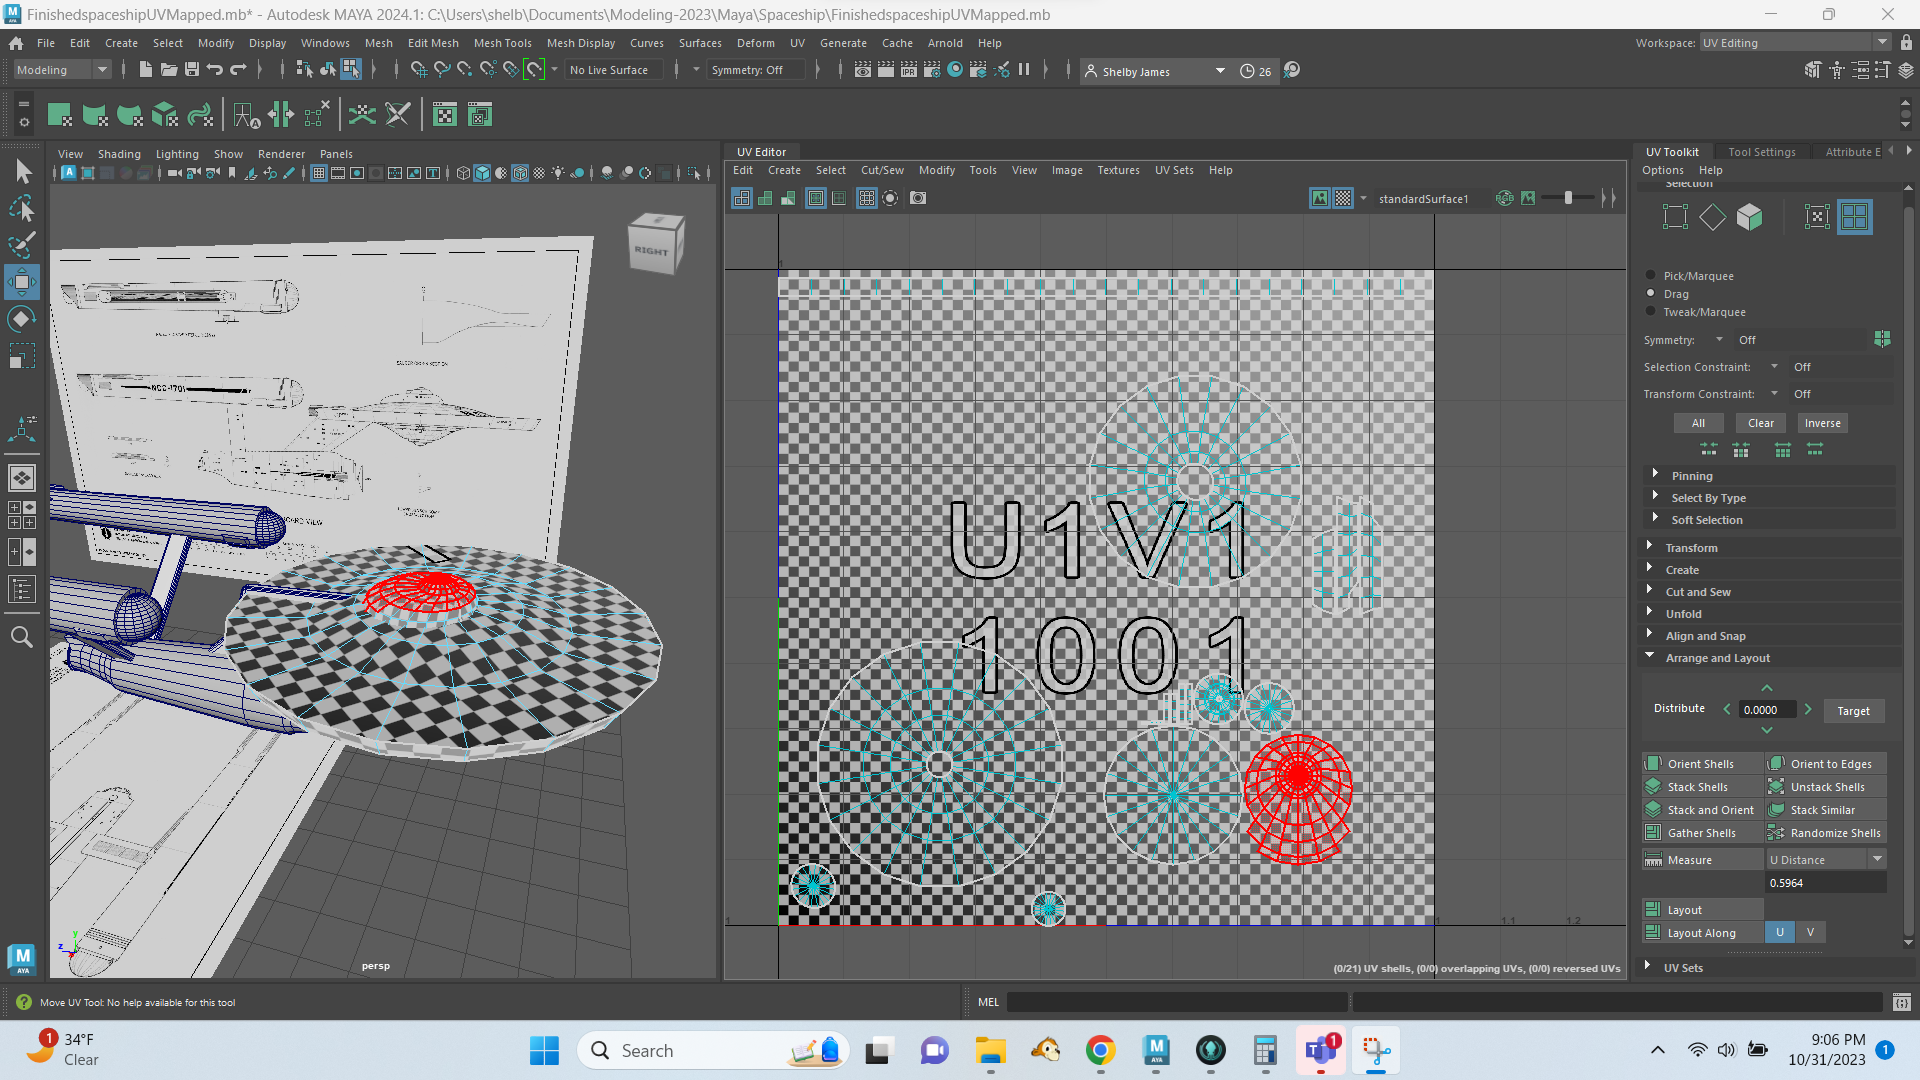 FinishedspaceshipUVMapped.mb* - Autodesk MAYA 2024.1: C:\Users\shelb\Documents\Modeling-2023\Maya\Spaceship\FinishedspaceshipUVMapped.mb
File Edit Create Select Modify Display Windows Mesh Edit Mesh Mesh Tools Mesh Display Curves Surfaces Deform UV Generate Cache Arnold Help
Workspace: UV Editing
Modeling No Live Surface Symmetry: Off IPR Shelby James 26
View Shading Lighting Show Renderer Panels
UV Editor
Edit Create Select Cut/Sew Modify Tools View Image Textures UV Sets Help
standardSurface1
RIGHT
NCC-1701
U1V1
1001
1
1
1.1
1.2
persp
(0/21) UV shells, (0/0) overlapping UVs, (0/0) reversed UVs
UV Toolkit Tool Settings Attribute E
Options Help
Selection
Pick/Marquee
Drag
Tweak/Marquee
Symmetry: Off
Selection Constraint: Off
Transform Constraint: Off
All Clear Inverse
Pinning
Select By Type
Soft Selection
Transform
Create
Cut and Sew
Unfold
Align and Snap
Arrange and Layout
Distribute 0.0000 Target
Orient Shells Orient to Edges
Stack Shells Unstack Shells
Stack and Orient Stack Similar
Gather Shells Randomize Shells
Measure U Distance
0.5964
Layout
Layout Along U V
UV Sets
Move UV Tool: No help available for this tool
MEL
1
34°F
Clear
Search
9:06 PM
10/31/2023
1